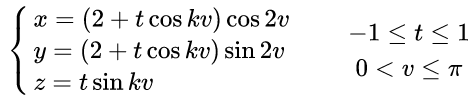 x = (2 + t cos kv) cos 2v
y = (2 + t cos kv) sin 2v
z = t sin kv
−1 ≤ t ≤ 1
0 < v ≤ π